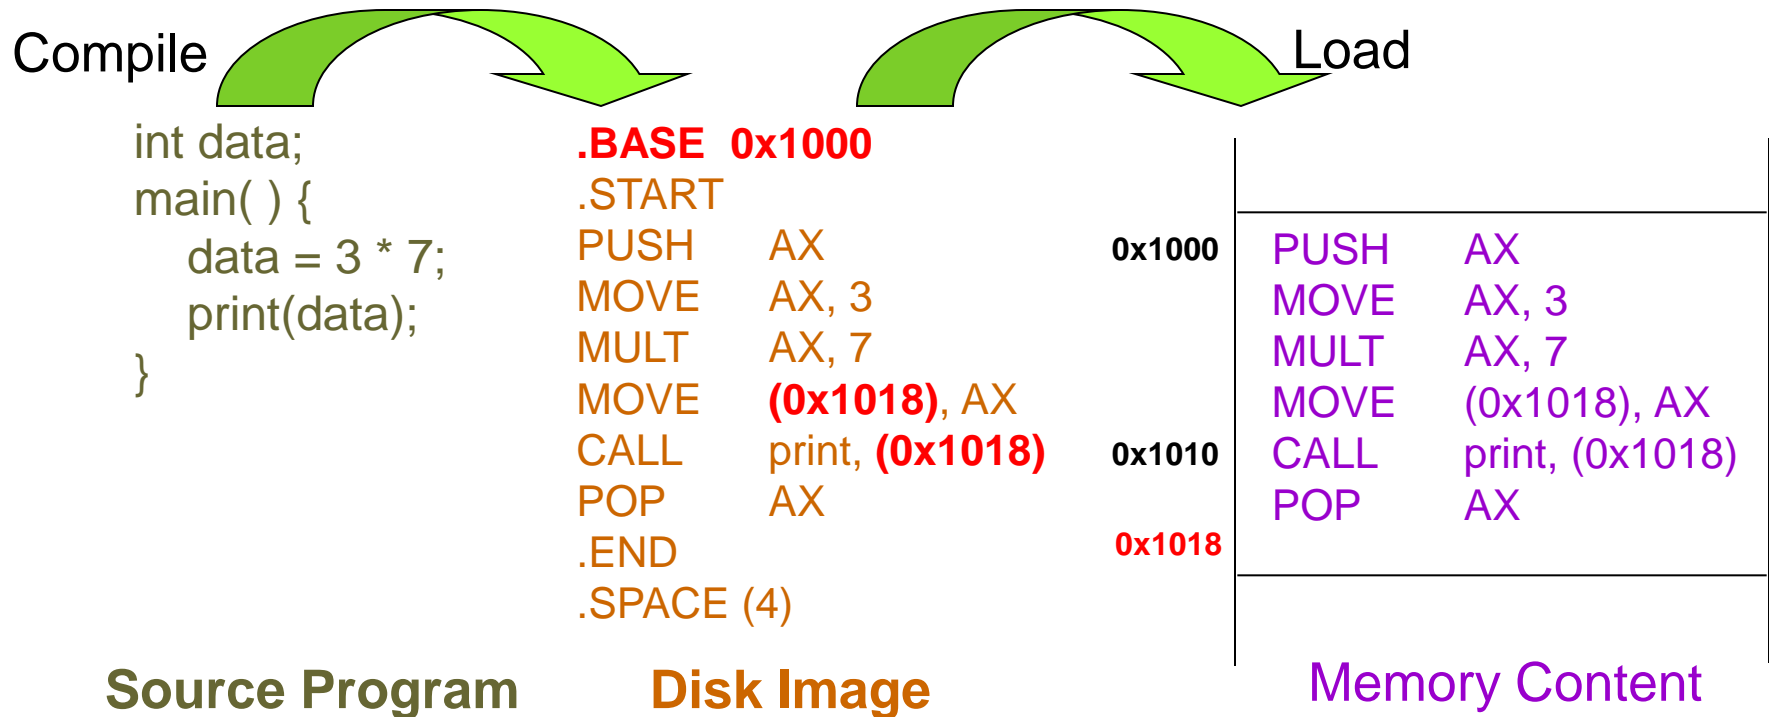 Compile
Load
int data;
main( ) {
data = 3 * 7;
print(data);
}
.BASE 0x1000
.START
PUSH AX
MOVE AX, 3
MULT AX, 7
MOVE (0x1018), AX
CALL print, (0x1018)
POP AX
.END
.SPACE (4)
0x1000
0x1010
0x1018
PUSH AX
MOVE AX, 3
MULT AX, 7
MOVE (0x1018), AX
CALL print, (0x1018)
POP AX
Source Program
Disk Image
Memory Content